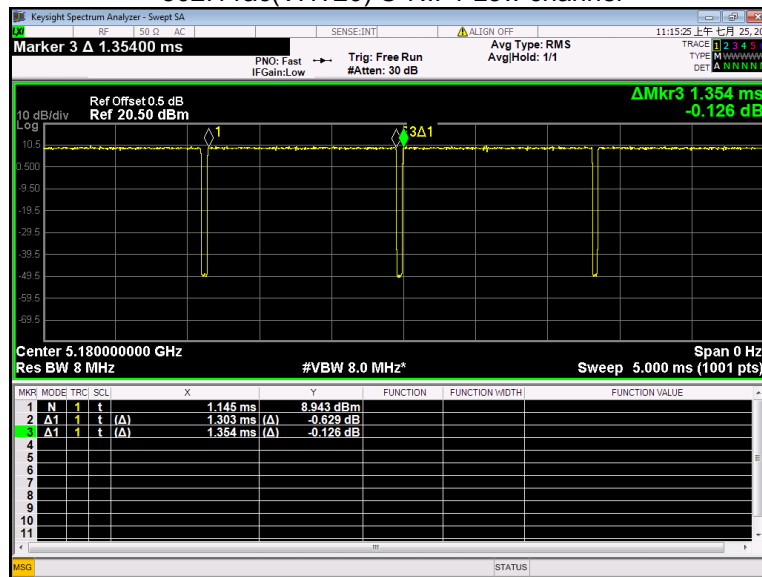 Keysight Spectrum Analyzer - Swept SA
RF 50 Ω AC SENSE:INT ALIGN OFF 11:15:25 上午 七月 25, 20
Marker 3 Δ 1.35400 ms
PNO: Fast
IFGain:Low
Trig: Free Run
#Atten: 30 dB
Avg Type: RMS
Avg|Hold: 1/1
TRACE 1 2 3 4 5
TYPE M
DET A N N N N
ΔMkr3 1.354 ms
-0.126 dB
Ref Offset 0.5 dB
10 dB/div Ref 20.50 dBm
Log
1
3Δ1
10.5
0.500
-9.50
-19.5
-29.5
-39.5
-49.5
-59.5
-69.5
Center 5.180000000 GHz Span 0 Hz
Res BW 8 MHz #VBW 8.0 MHz* Sweep 5.000 ms (1001 pts)
MKR MODE TRC SCL X Y FUNCTION FUNCTION WIDTH FUNCTION VALUE
1 N 1 t 1.145 ms 8.943 dBm
2 Δ1 1 t (Δ) 1.303 ms (Δ) -0.629 dB
3 Δ1 1 t (Δ) 1.354 ms (Δ) -0.126 dB
4
5
6
7
8
9
10
11
MSG STATUS